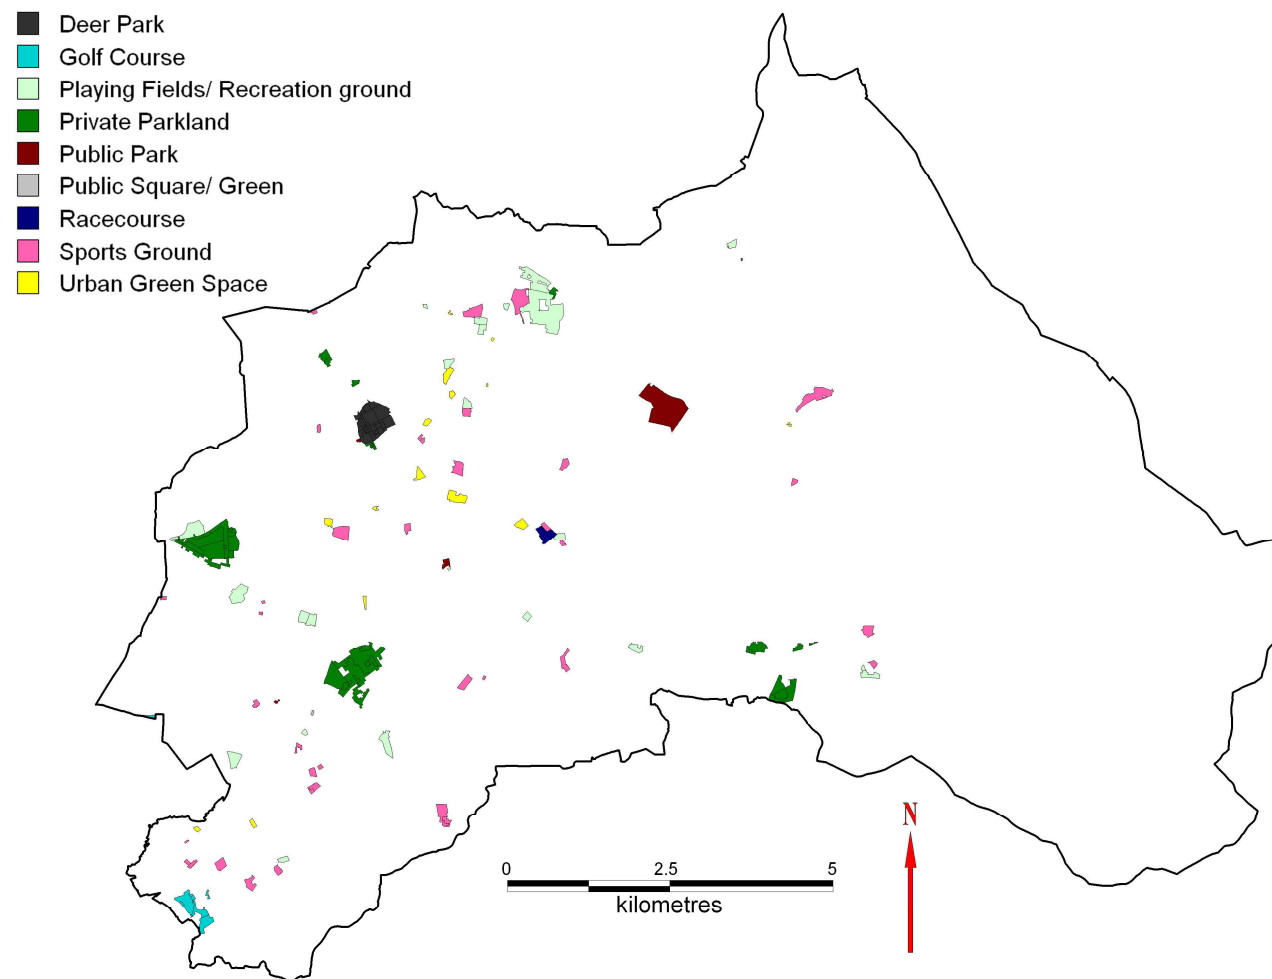 Deer Park
Golf Course
Playing Fields/ Recreation ground
Private Parkland
Public Park
Public Square/ Green
Racecourse
Sports Ground
Urban Green Space
N
0 2.5 5
kilometres